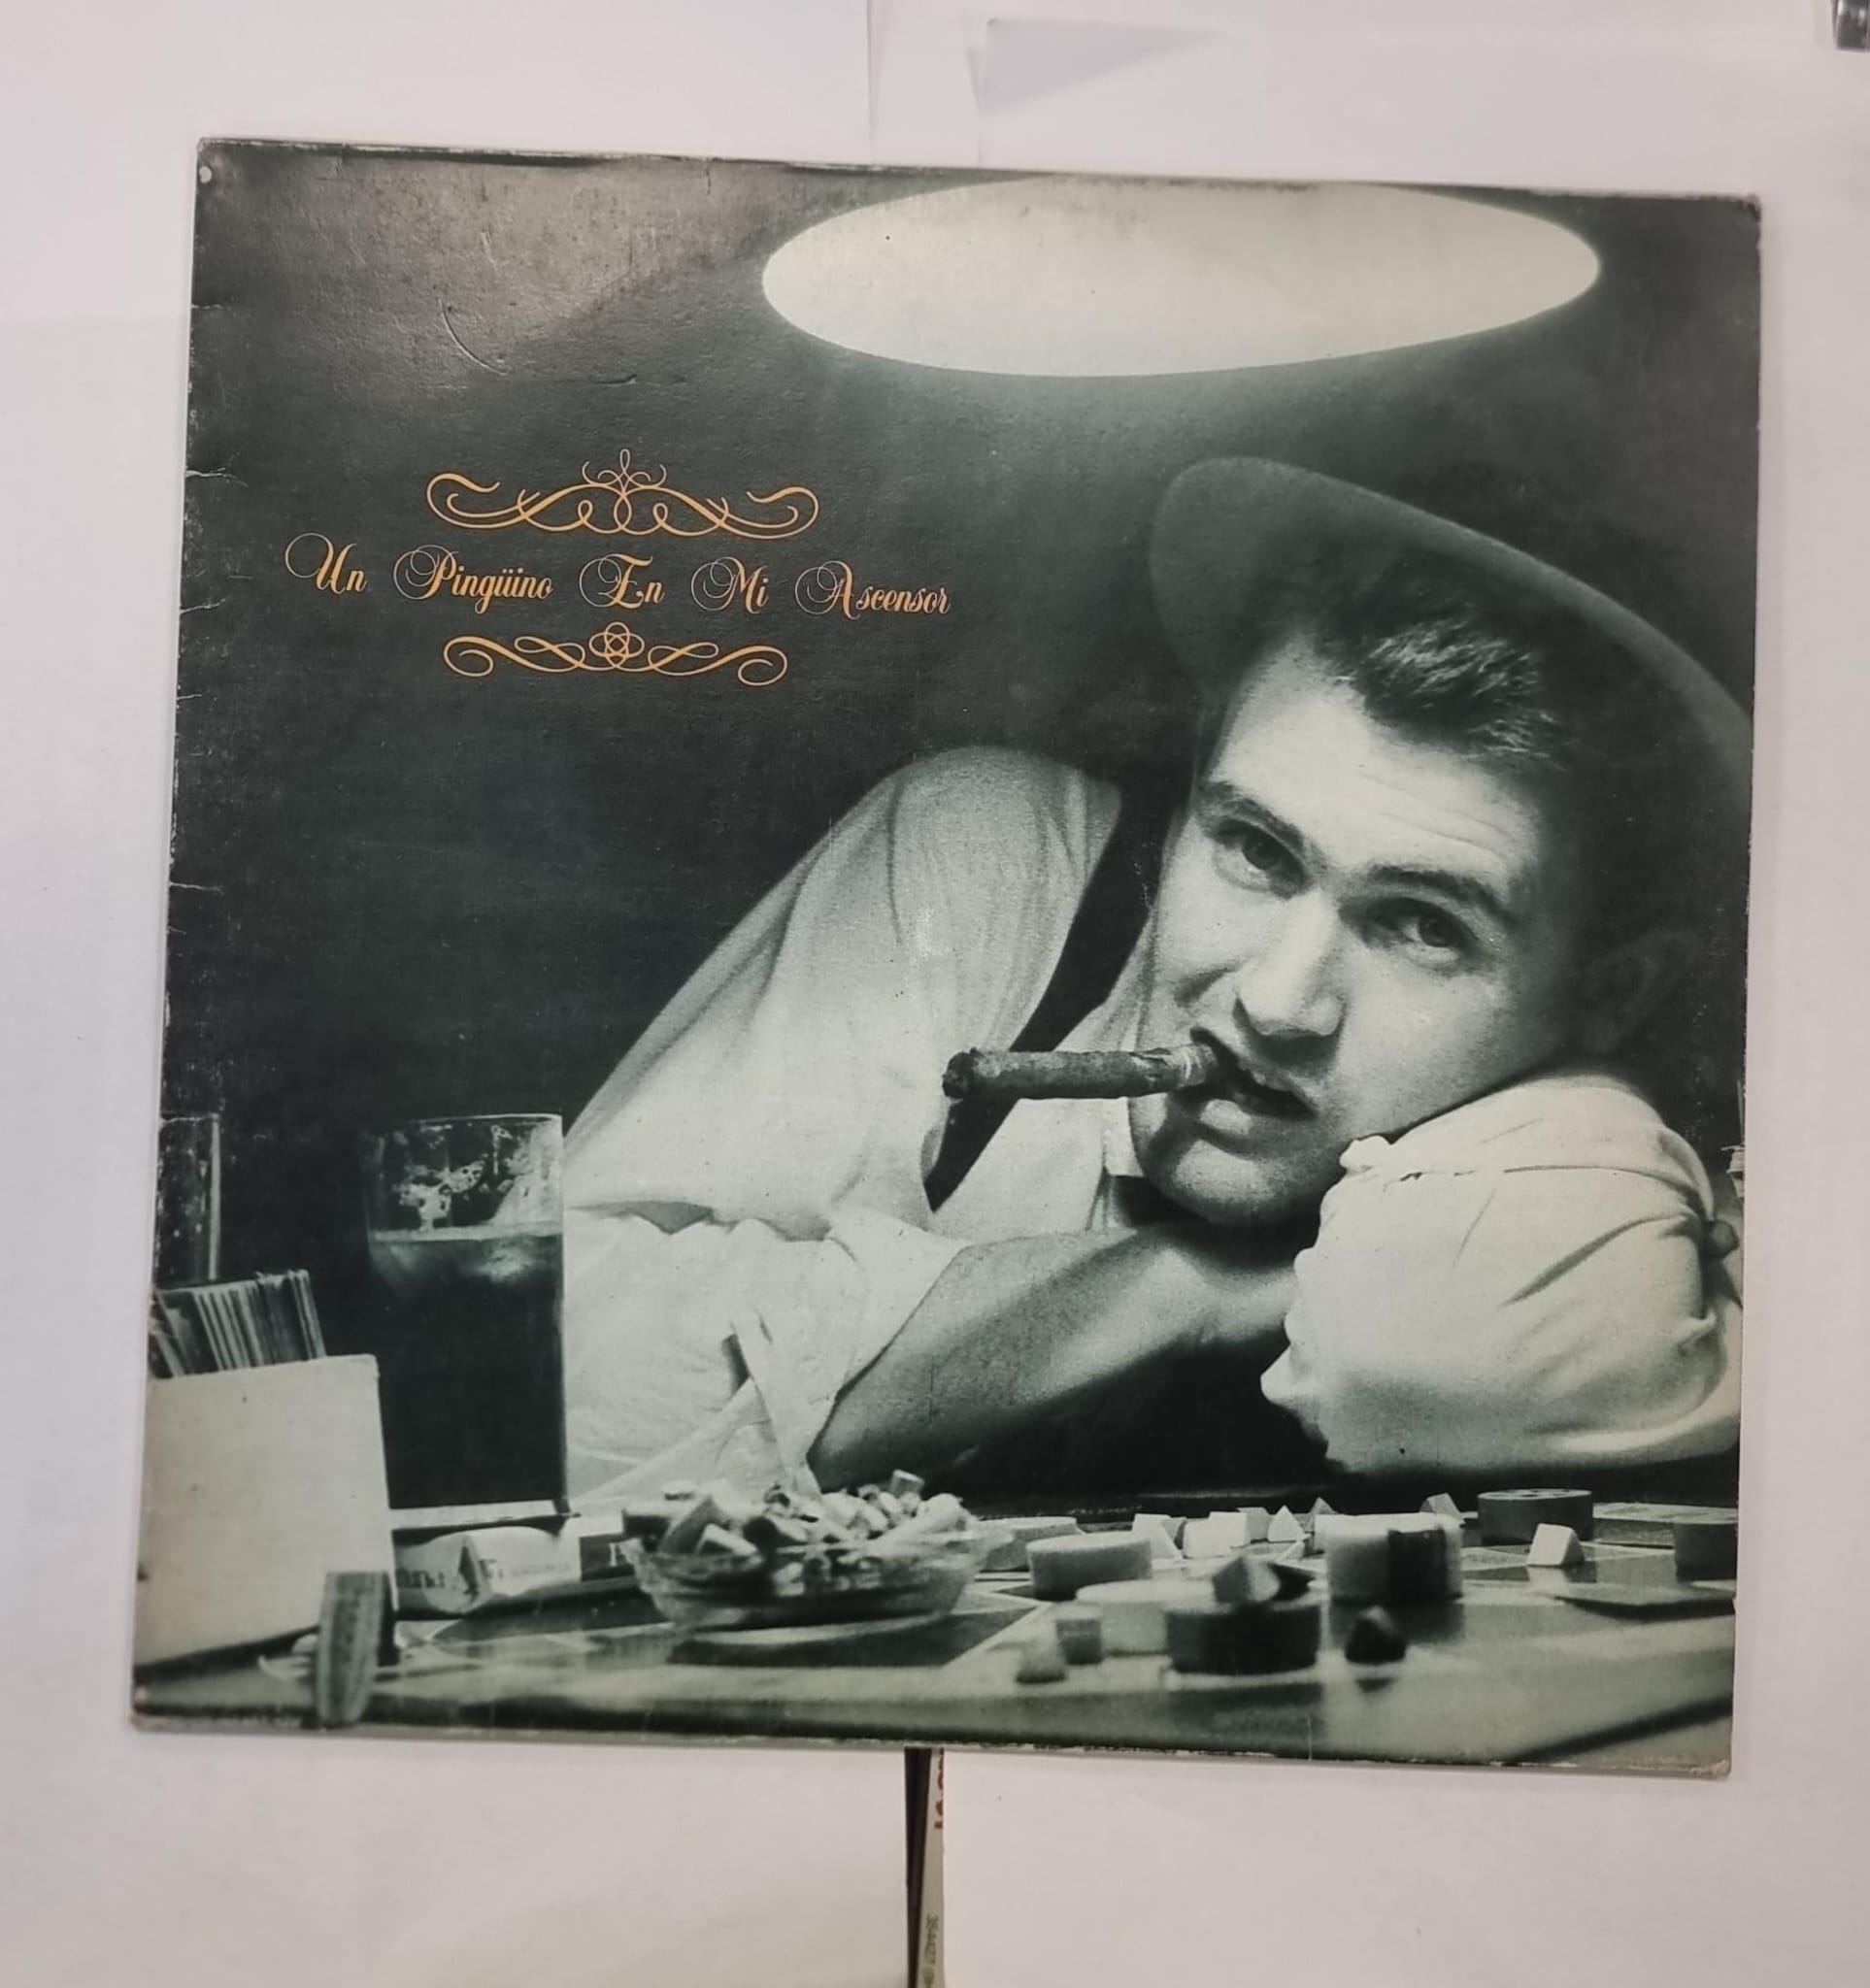 Un Pingüino En Mi Ascensor